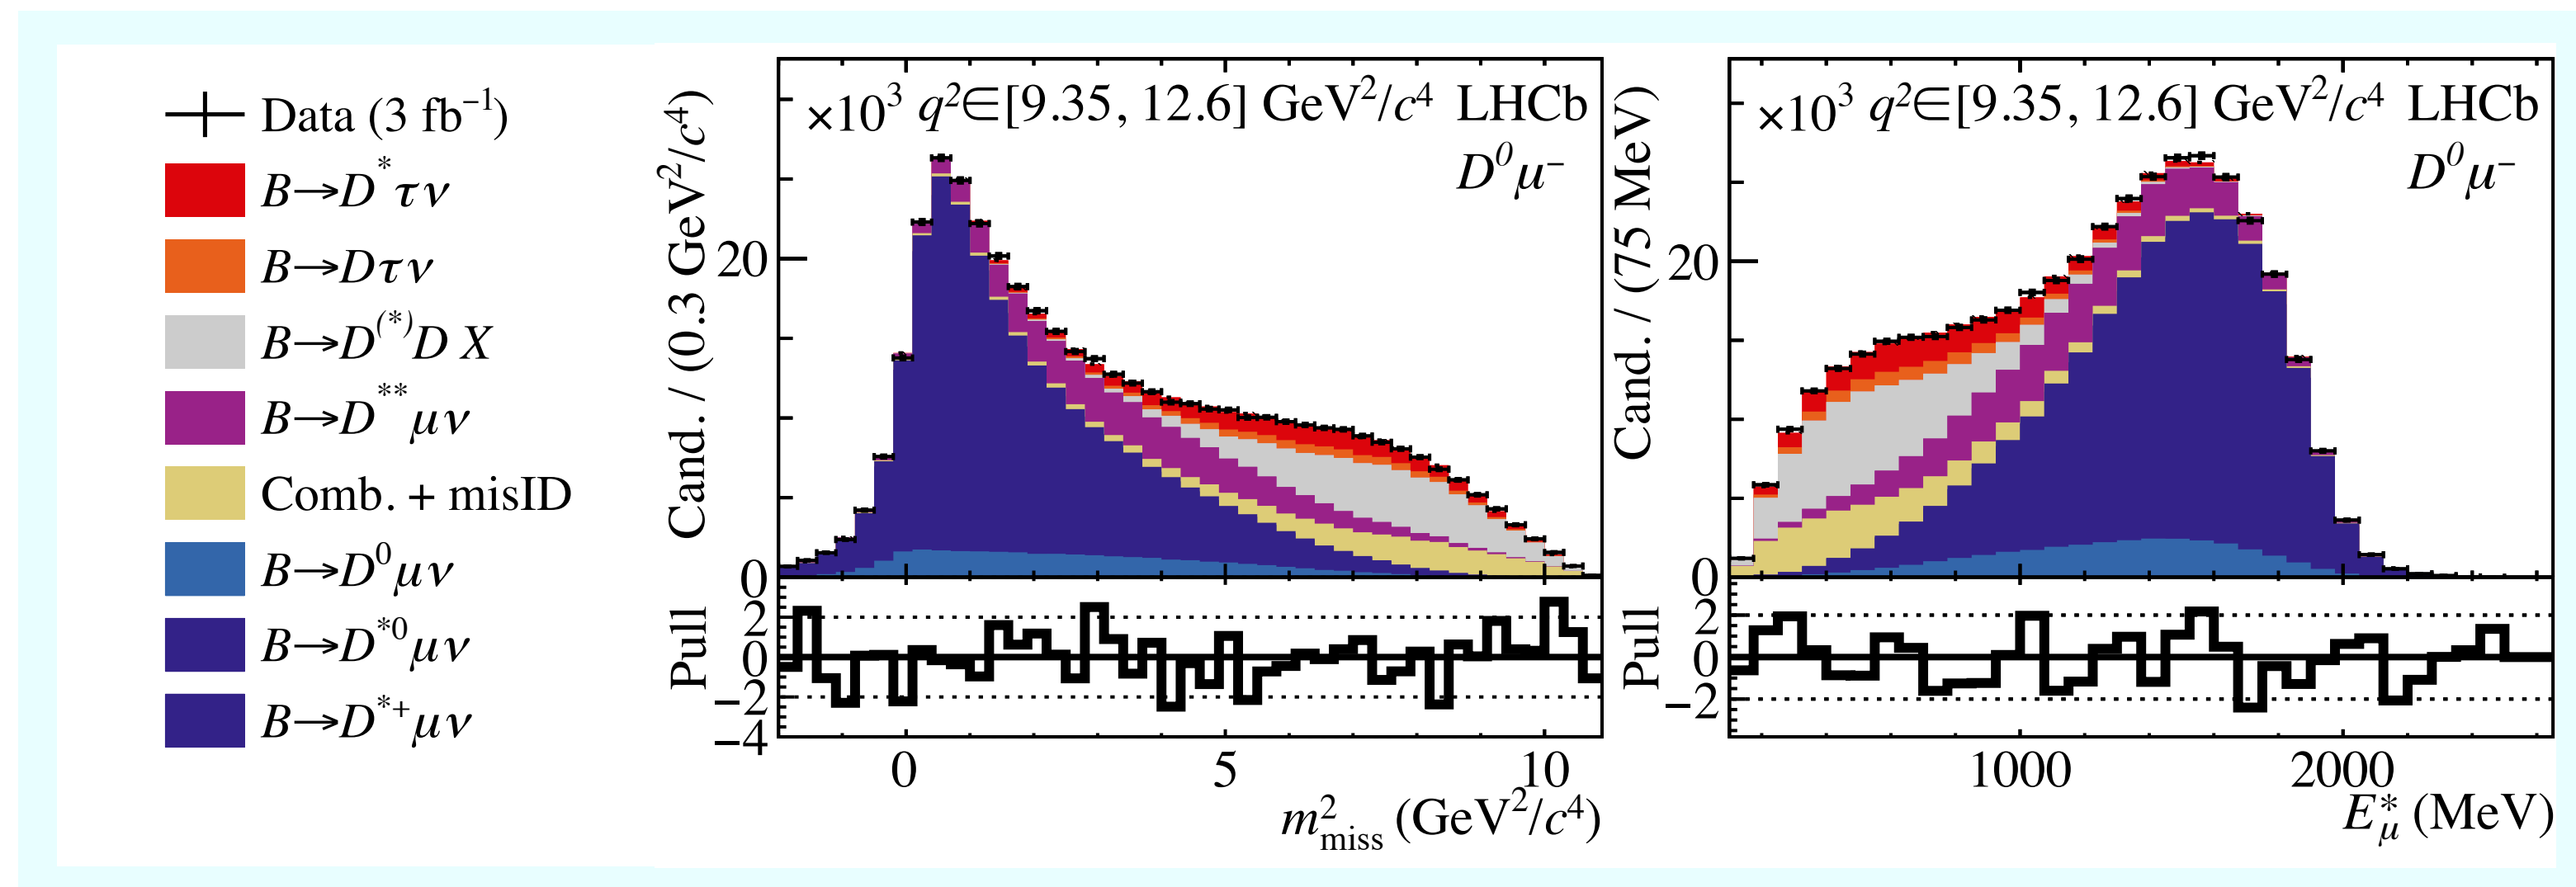 Data (3 fb⁻¹)
B→D*τν
B→Dτν
B→D⁽*⁾D X
B→D**μν
Comb. + misID
B→D⁰μν
B→D*⁰μν
B→D*⁺μν
Cand. / (0.3 GeV²/c⁴)
×10³ q²∈[9.35, 12.6] GeV²/c⁴ LHCb
D⁰μ⁻
20
0
Pull
2
0
−2
−4
0 5 10
m²miss (GeV²/c⁴)
Cand. / (75 MeV)
×10³ q²∈[9.35, 12.6] GeV²/c⁴ LHCb
D⁰μ⁻
20
0
Pull
2
0
−2
1000 2000
E*μ (MeV)